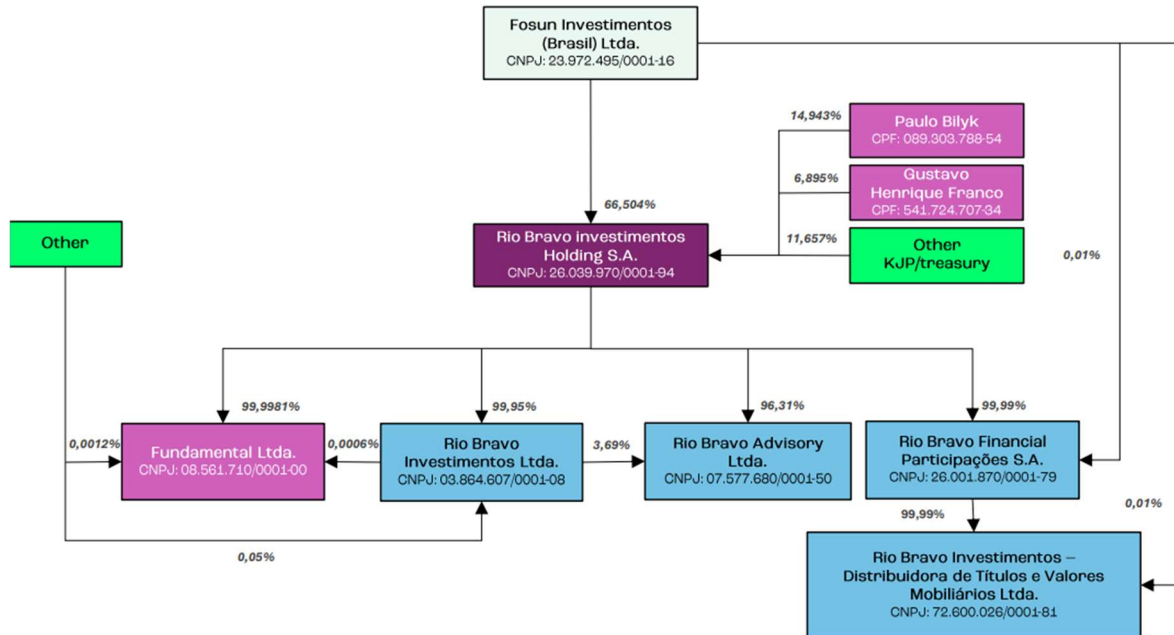 Fosun Investimentos
(Brasil) Ltda.
CNPJ: 23.972.495/0001-16
14,943%
Paulo Bilyk
CPF: 089.303.788-54
6,895%
Gustavo
Henrique Franco
CPF: 541.724.707-34
66,504%
11,657%
Other
KJP/treasury
0,01%
Other
Rio Bravo investimentos
Holding S.A.
CNPJ: 26.039.970/0001-94
99,9981%
99,95%
96,31%
99,99%
0,0012%
Fundamental Ltda.
CNPJ: 08.561.710/0001-00
0,0006%
Rio Bravo
Investimentos Ltda.
CNPJ: 03.864.607/0001-08
3,69%
Rio Bravo Advisory
Ltda.
CNPJ: 07.577.680/0001-50
Rio Bravo Financial
Participações S.A.
CNPJ: 26.001.870/0001-79
0,05%
99,99%
0,01%
Rio Bravo Investimentos –
Distribuidora de Títulos e Valores
Mobiliários Ltda.
CNPJ: 72.600.026/0001-81